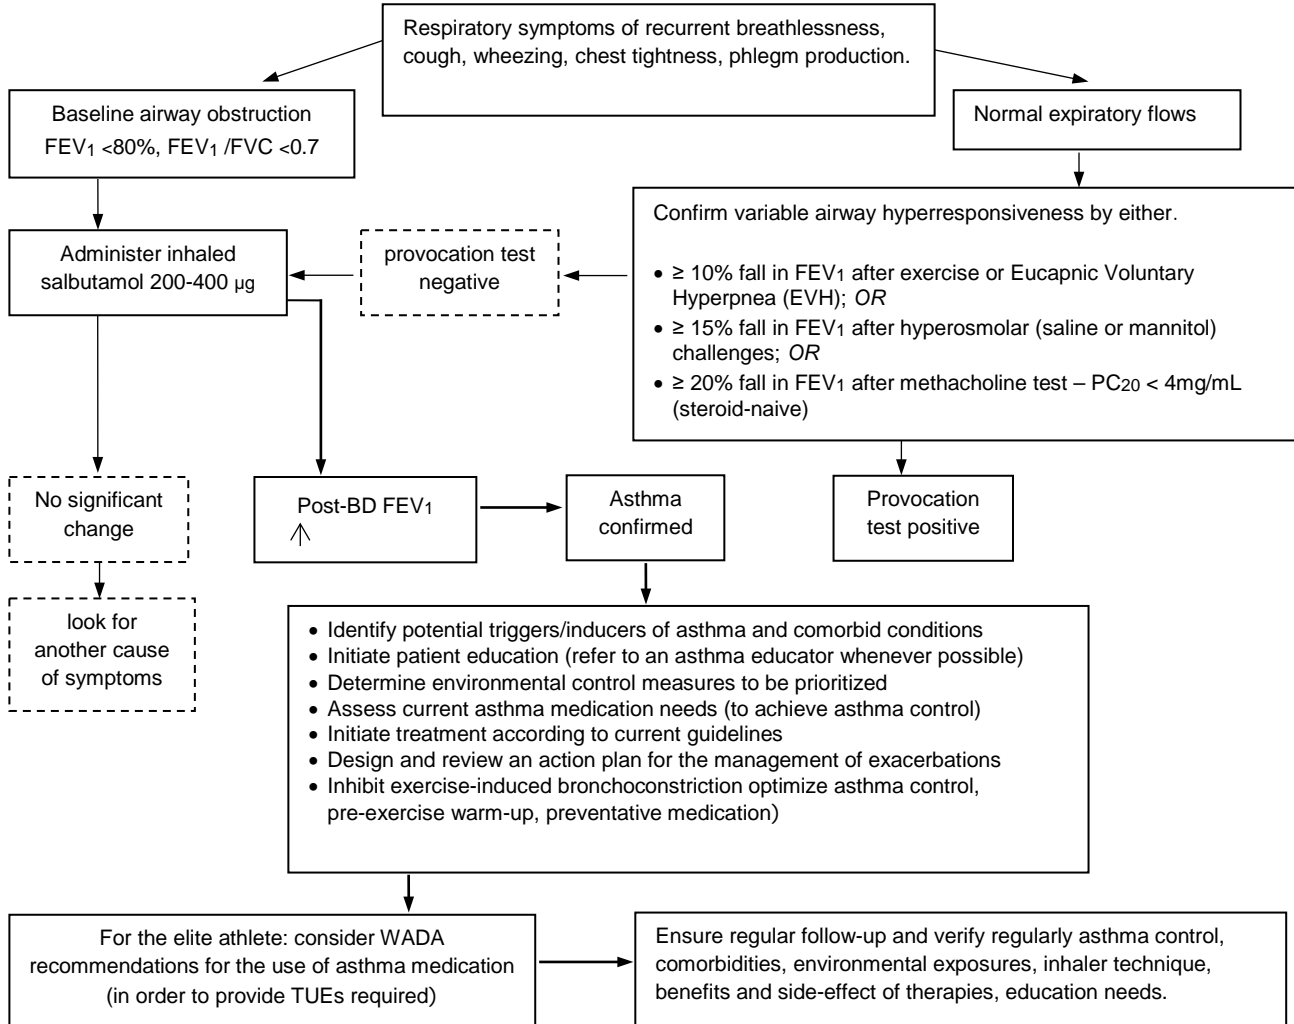 Respiratory symptoms of recurrent breathlessness,
cough, wheezing, chest tightness, phlegm production.
Baseline airway obstruction
FEV1 <80%, FEV1 /FVC <0.7
Normal expiratory flows
Confirm variable airway hyperresponsiveness by either.
• ≥ 10% fall in FEV1 after exercise or Eucapnic Voluntary
Hyperpnea (EVH); OR
• ≥ 15% fall in FEV1 after hyperosmolar (saline or mannitol)
challenges; OR
• ≥ 20% fall in FEV1 after methacholine test – PC20 < 4mg/mL
(steroid-naive)
Administer inhaled
salbutamol 200-400 µg
provocation test
negative
No significant
change
Post-BD FEV1
↑
Asthma
confirmed
Provocation
test positive
look for
another cause
of symptoms
• Identify potential triggers/inducers of asthma and comorbid conditions
• Initiate patient education (refer to an asthma educator whenever possible)
• Determine environmental control measures to be prioritized
• Assess current asthma medication needs (to achieve asthma control)
• Initiate treatment according to current guidelines
• Design and review an action plan for the management of exacerbations
• Inhibit exercise-induced bronchoconstriction optimize asthma control,
pre-exercise warm-up, preventative medication)
For the elite athlete: consider WADA
recommendations for the use of asthma medication
(in order to provide TUEs required)
Ensure regular follow-up and verify regularly asthma control,
comorbidities, environmental exposures, inhaler technique,
benefits and side-effect of therapies, education needs.